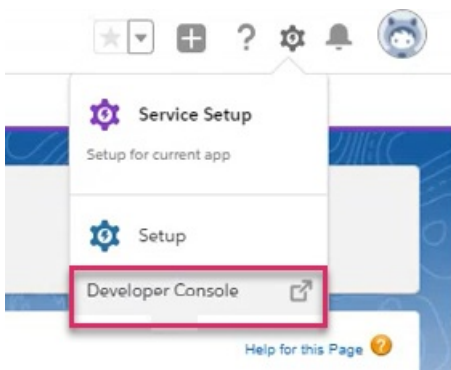 Service Setup
Setup for current app
Setup
Developer Console
Help for this Page